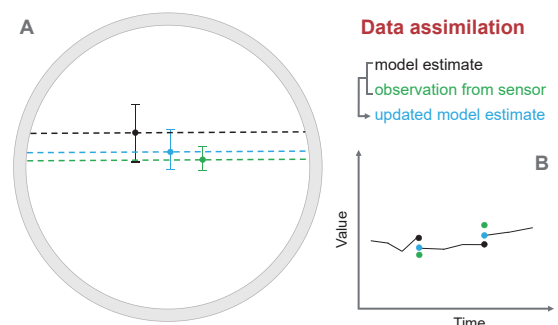 A
Data assimilation
model estimate
observation from sensor
updated model estimate
B
Value
Time